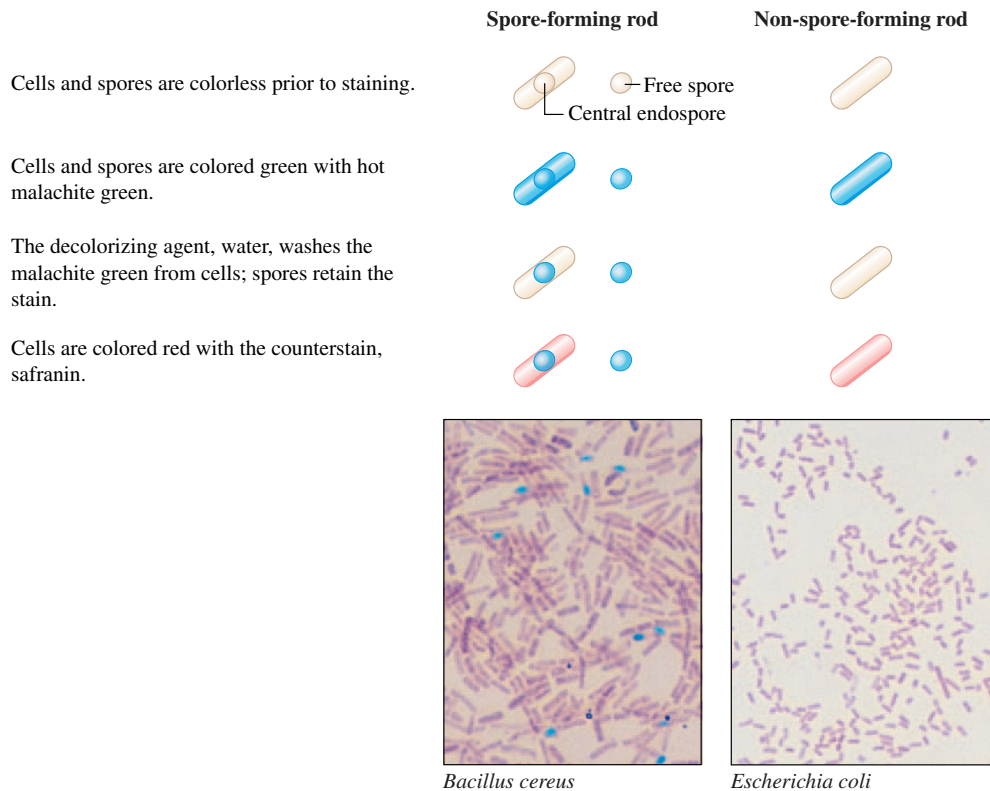 Spore-forming rod
Non-spore-forming rod
Cells and spores are colorless prior to staining.
Free spore
Central endospore
Cells and spores are colored green with hot
malachite green.
The decolorizing agent, water, washes the
malachite green from cells; spores retain the
stain.
Cells are colored red with the counterstain,
safranin.
Bacillus cereus
Escherichia coli